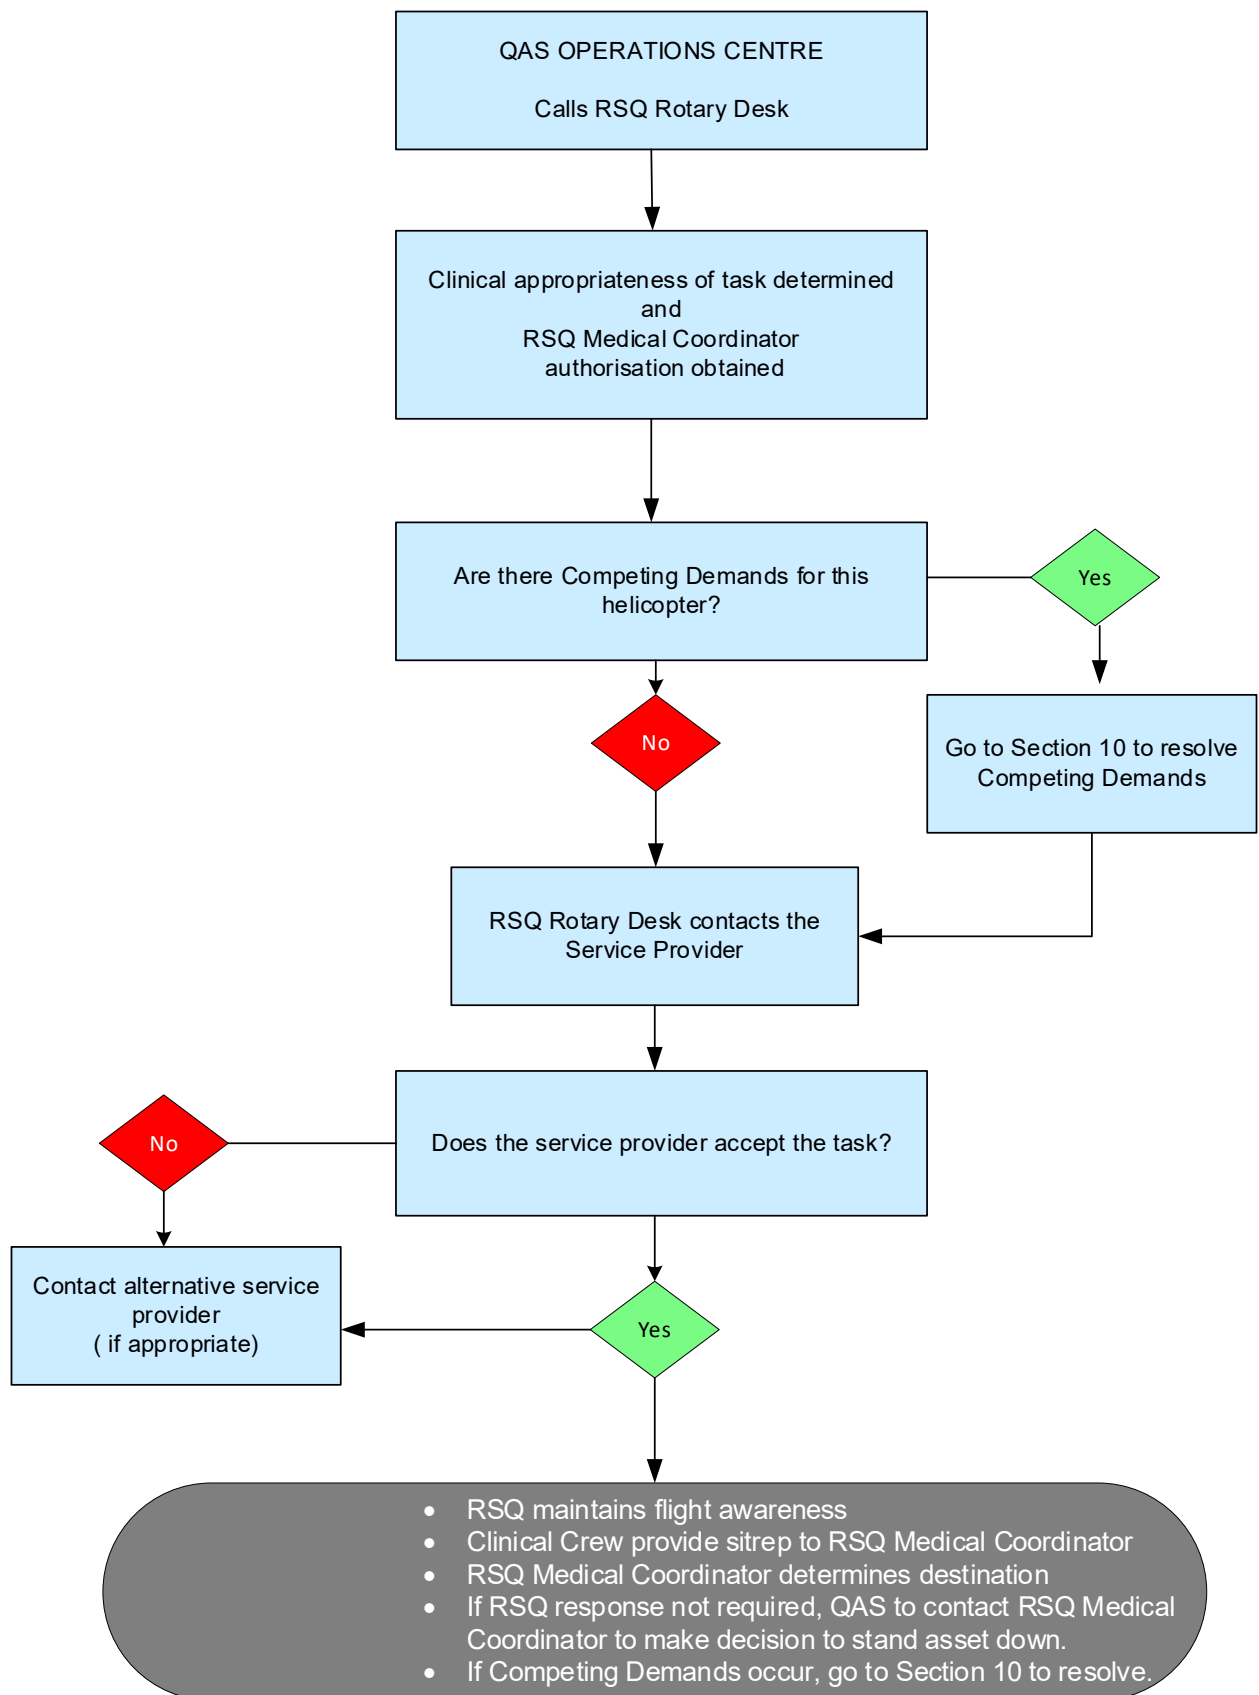 QAS OPERATIONS CENTRE
Calls RSQ Rotary Desk
Clinical appropriateness of task determined
and
RSQ Medical Coordinator
authorisation obtained
Are there Competing Demands for this
helicopter?
Yes
No
Go to Section 10 to resolve
Competing Demands
RSQ Rotary Desk contacts the
Service Provider
Does the service provider accept the task?
No
Contact alternative service
provider
( if appropriate)
Yes
• RSQ maintains flight awareness
• Clinical Crew provide sitrep to RSQ Medical Coordinator
• RSQ Medical Coordinator determines destination
• If RSQ response not required, QAS to contact RSQ Medical
Coordinator to make decision to stand asset down.
• If Competing Demands occur, go to Section 10 to resolve.